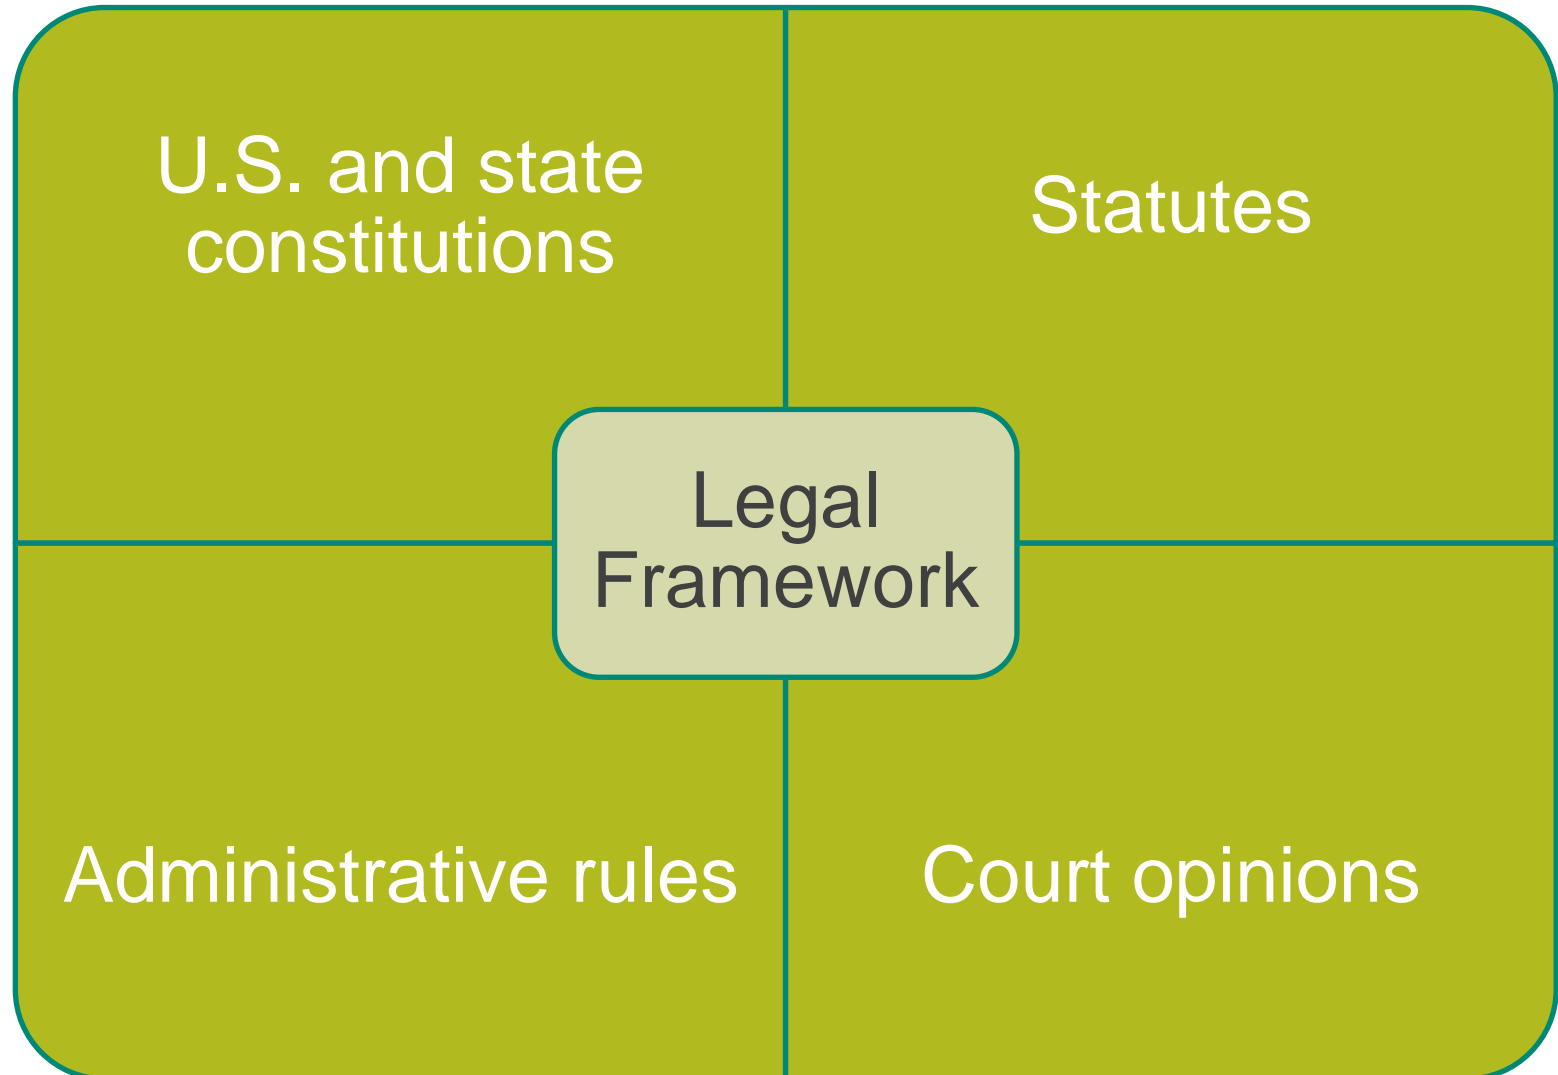 U.S. and state
constitutions
Statutes
Legal
Framework
Administrative rules
Court opinions